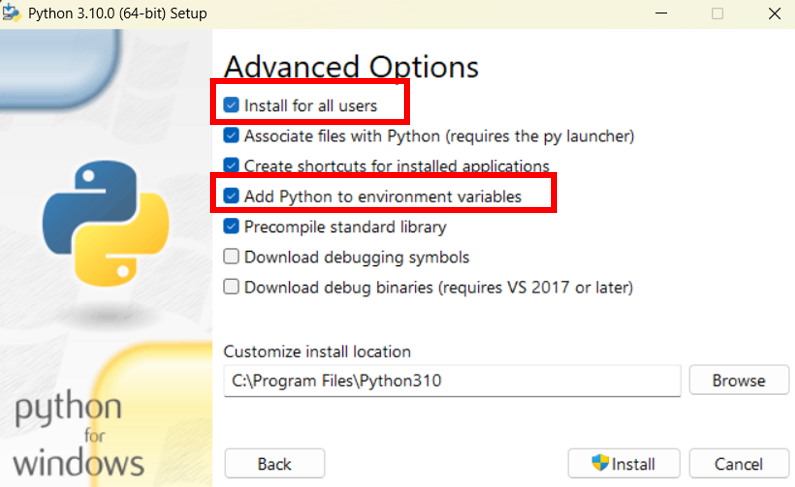 Python 3.10.0 (64-bit) Setup
Advanced Options
Install for all users
Associate files with Python (requires the py launcher)
Create shortcuts for installed applications
Add Python to environment variables
Precompile standard library
Download debugging symbols
Download debug binaries (requires VS 2017 or later)
Customize install location
C:\Program Files\Python310
Browse
python
for
windows
Back
Install
Cancel